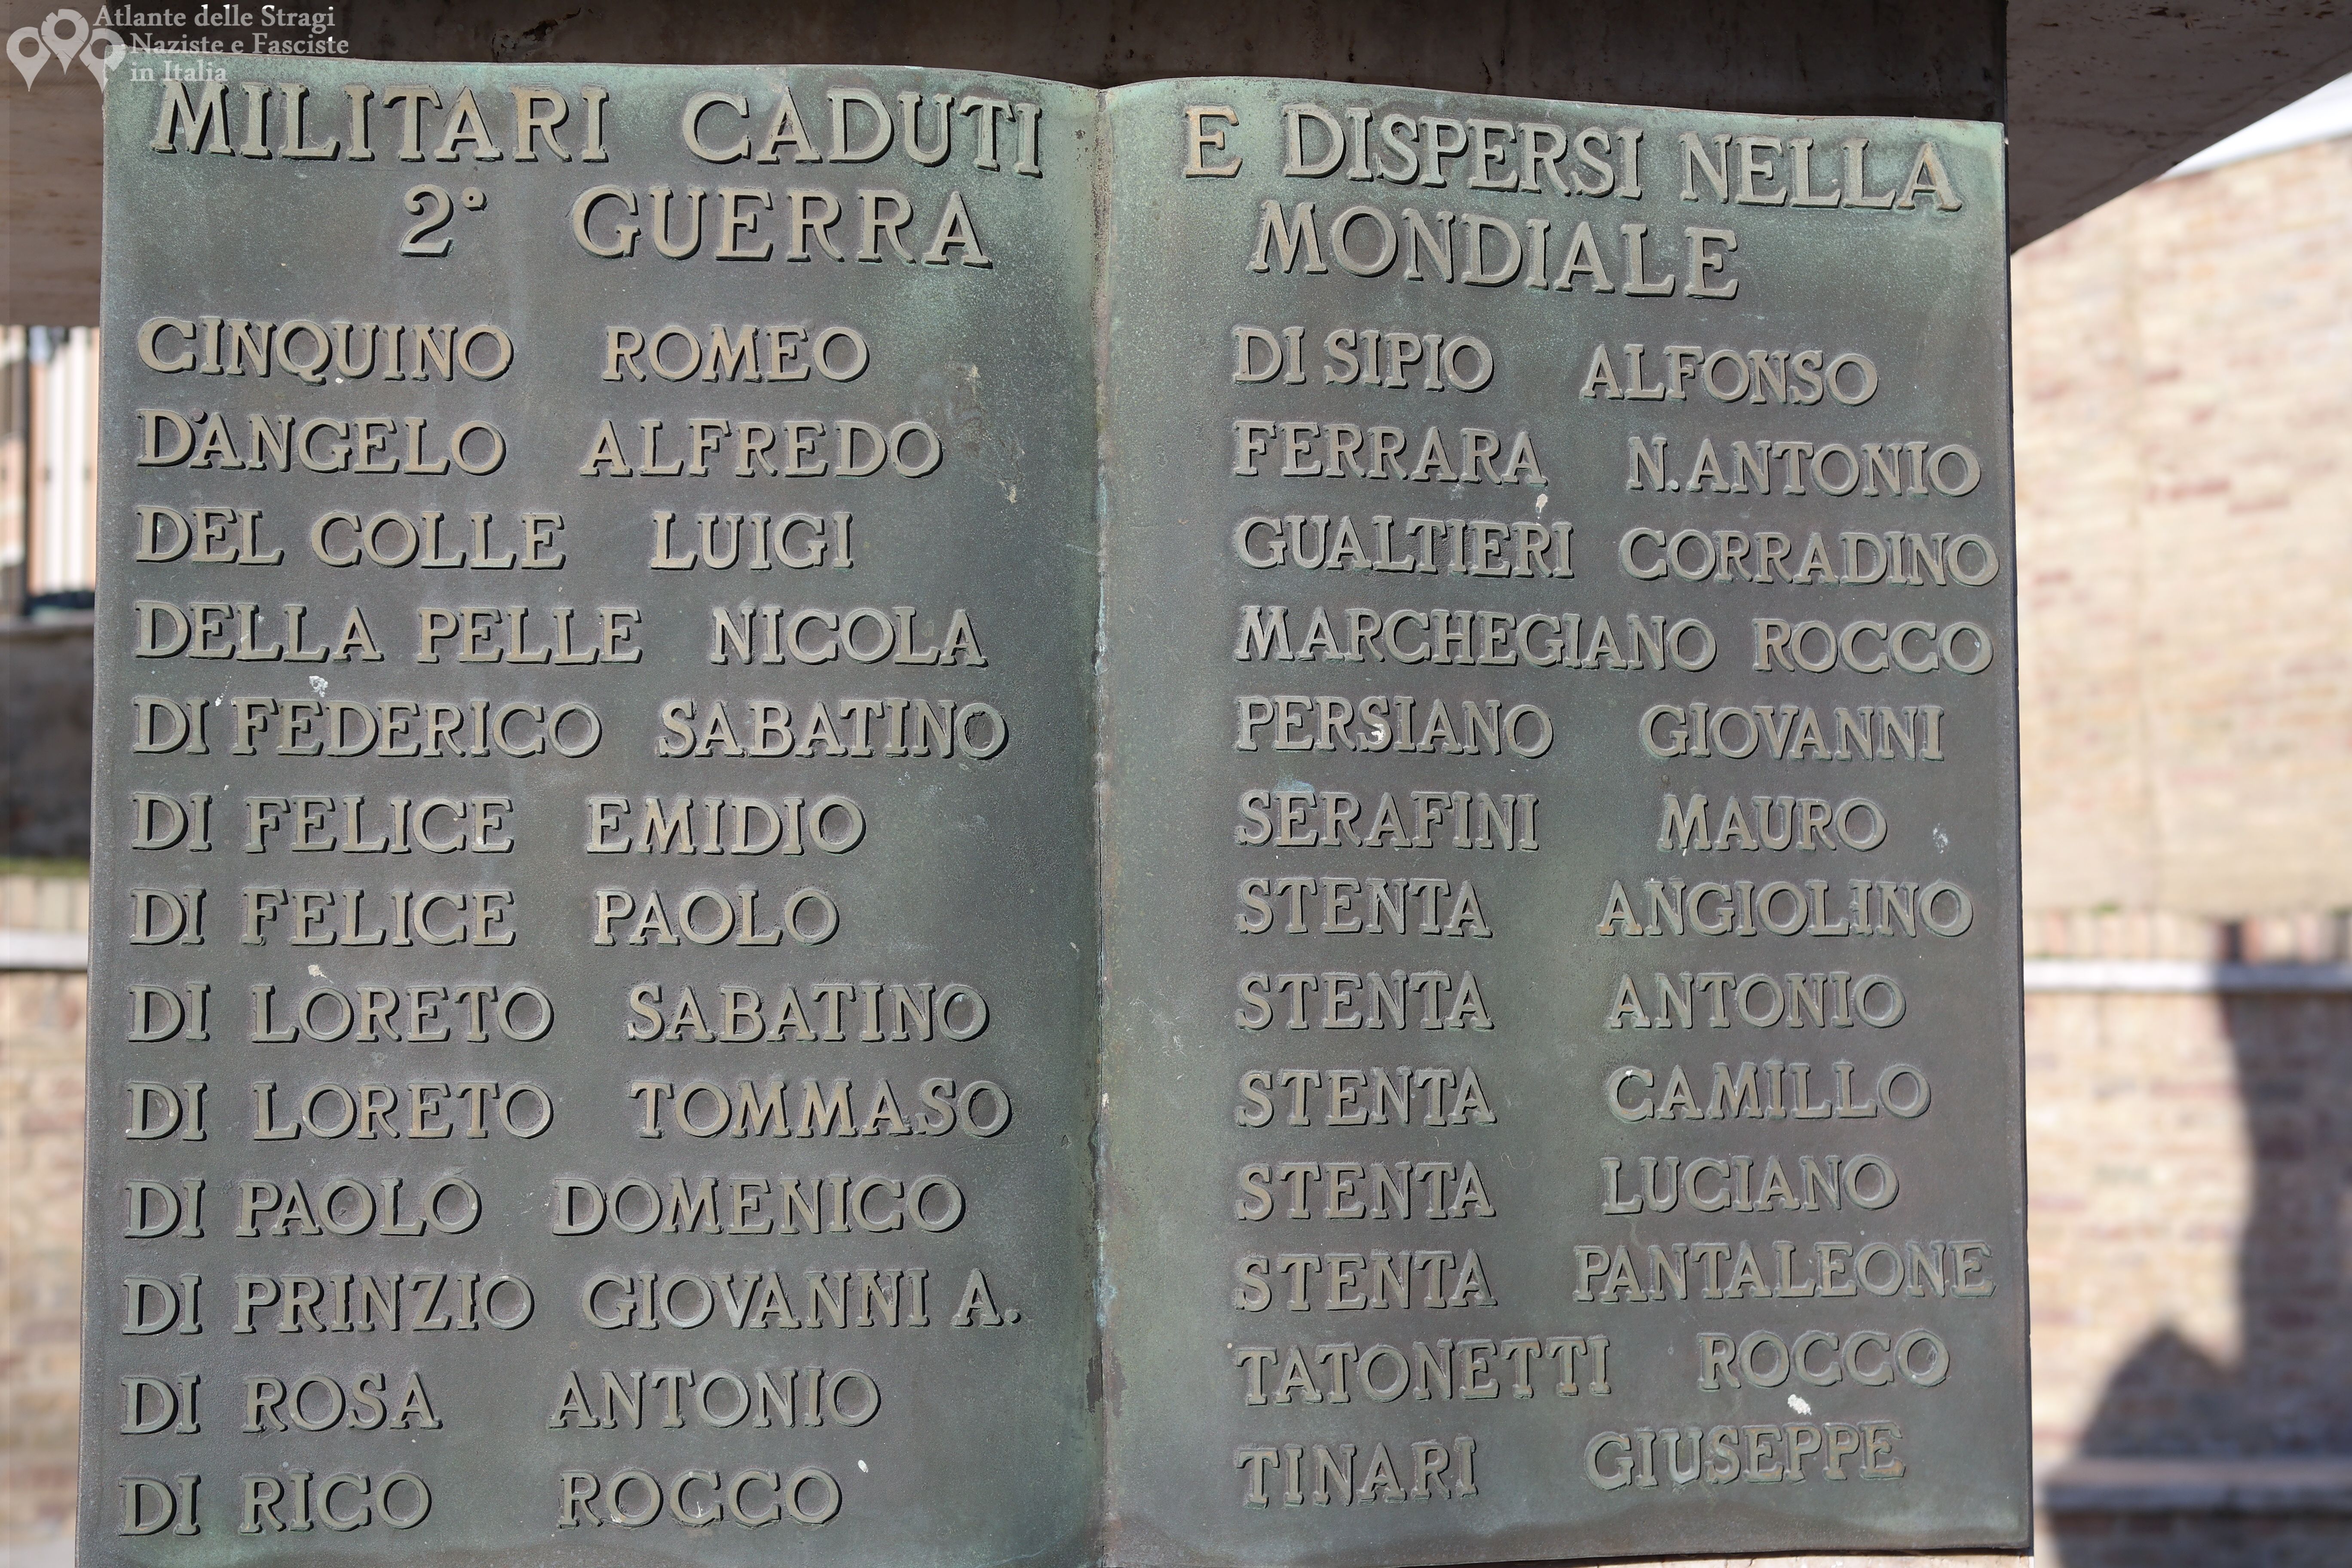 Atlante delle Stragi
Naziste e Fasciste
in Italia
MILITARI CADUTI E DISPERSI NELLA
2° GUERRA MONDIALE
CINQUINO ROMEO
D'ANGELO ALFREDO
DEL COLLE LUIGI
DELLA PELLE NICOLA
DI FEDERICO SABATINO
DI FELICE EMIDIO
DI FELICE PAOLO
DI LORETO SABATINO
DI LORETO TOMMASO
DI PAOLO DOMENICO
DI PRINZIO GIOVANNI A.
DI ROSA ANTONIO
DI RICO ROCCO
DI SIPIO ALFONSO
FERRARA N. ANTONIO
GUALTIERI CORRADINO
MARCHEGIANO ROCCO
PERSIANO GIOVANNI
SERAFINI MAURO
STENTA ANGIOLINO
STENTA ANTONIO
STENTA CAMILLO
STENTA LUCIANO
STENTA PANTALEONE
TATONETTI ROCCO
TINARI GIUSEPPE